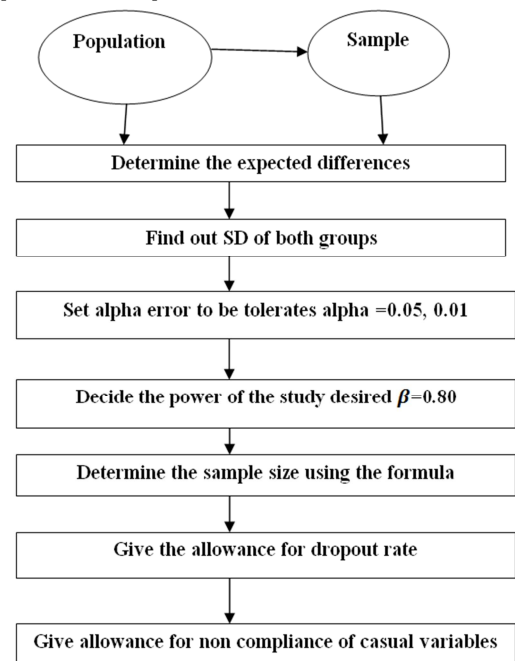 Population
Sample
Determine the expected differences
Find out SD of both groups
Set alpha error to be tolerates alpha =0.05, 0.01
Decide the power of the study desired β=0.80
Determine the sample size using the formula
Give the allowance for dropout rate
Give allowance for non compliance of casual variables